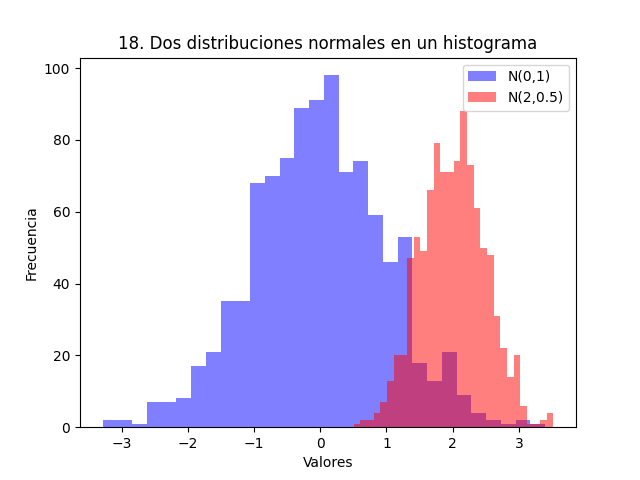 18. Dos distribuciones normales en un histograma
N(0,1)
N(2,0.5)
Frecuencia
100
80
60
40
20
0
−3
−2
−1
0
1
2
3
Valores